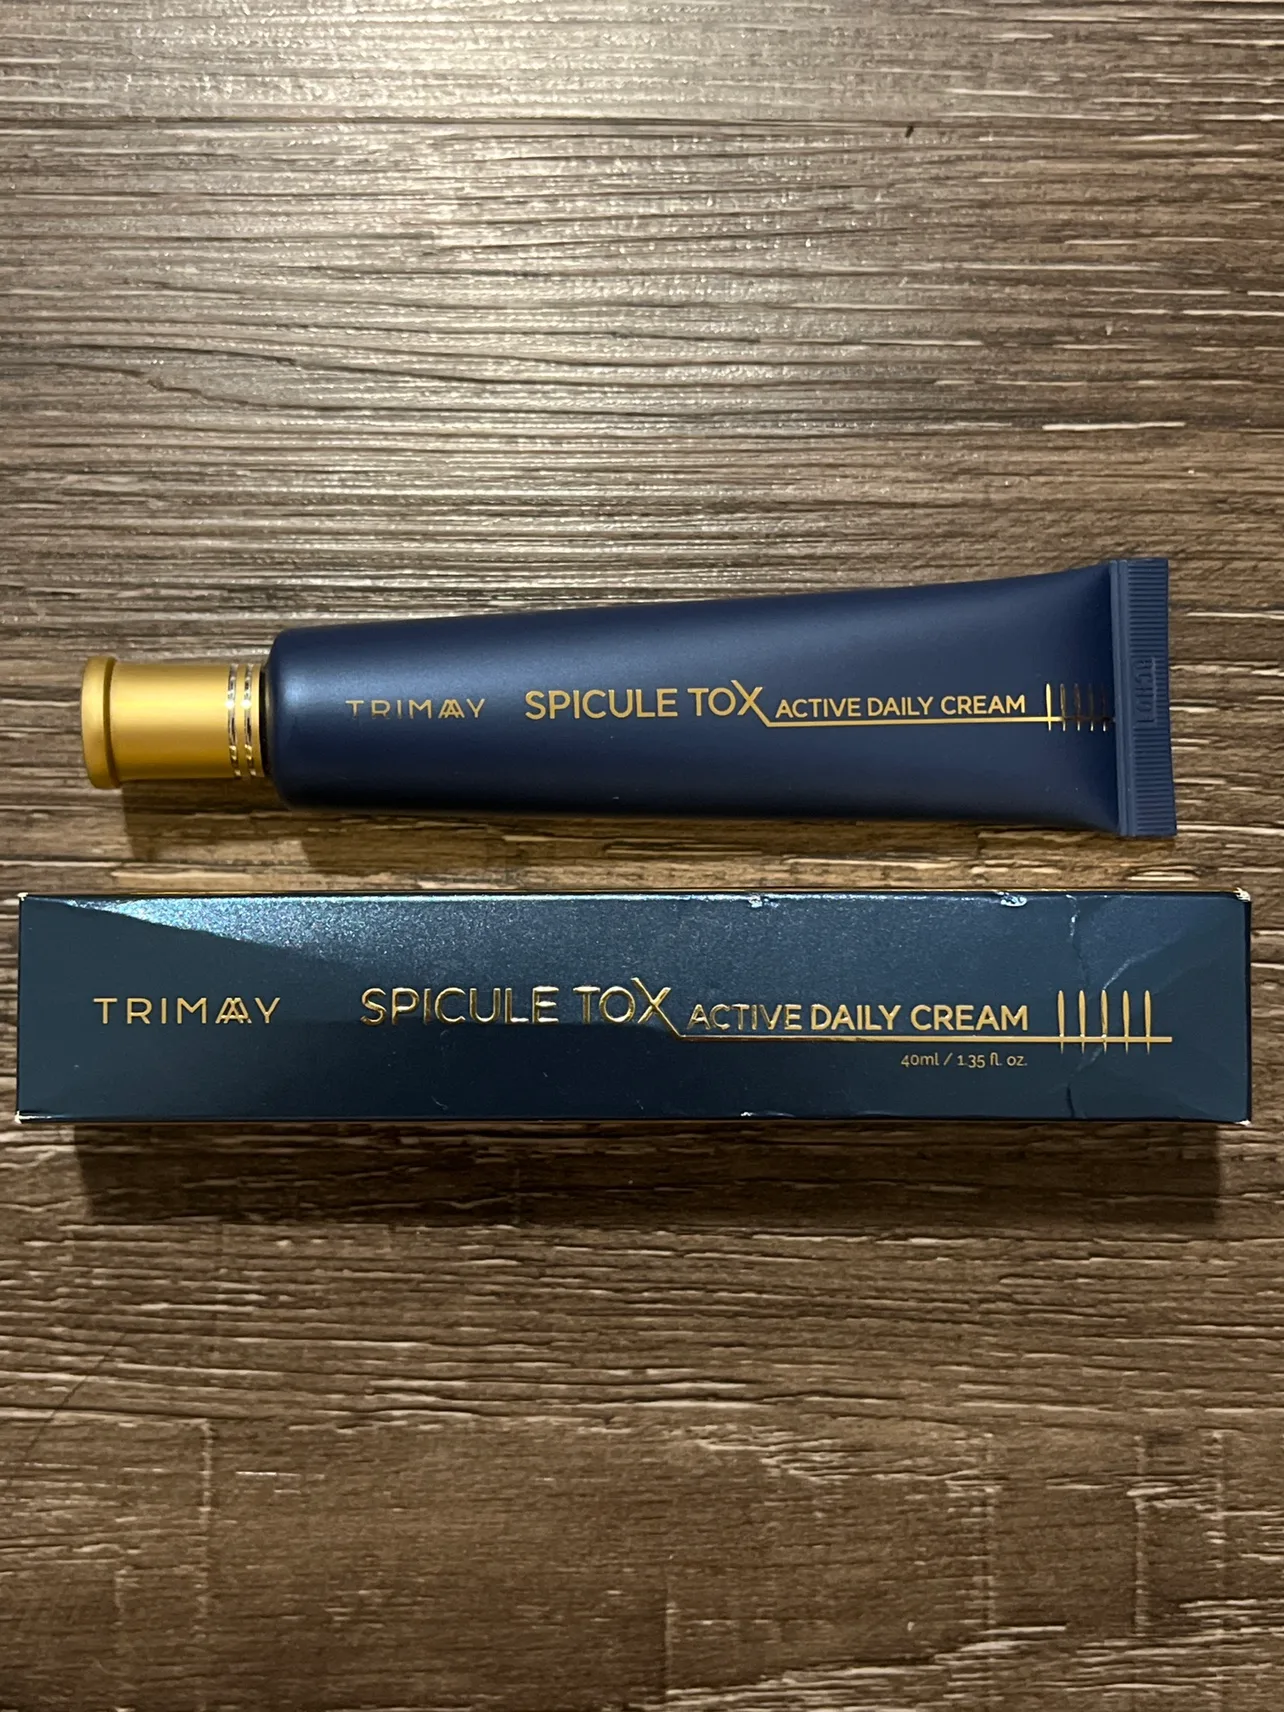 TRIMAY SPICULE TOX ACTIVE DAILY CREAM
TRIMAY SPICULE TOX ACTIVE DAILY CREAM
40ml / 1.35 fl. oz.